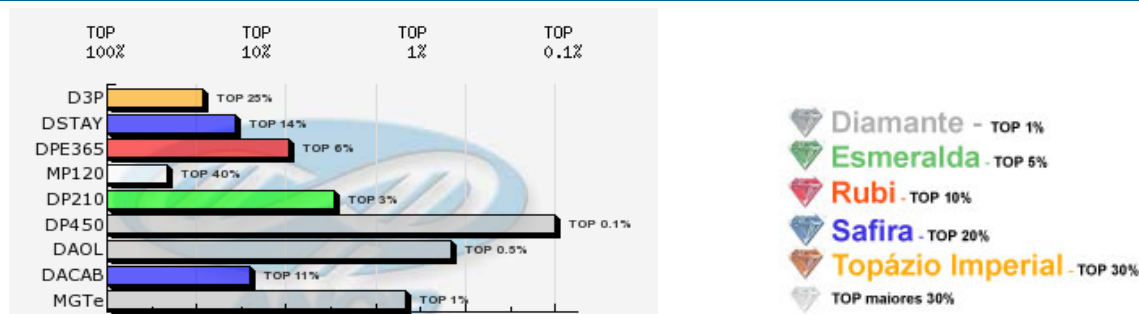 TOP TOP TOP TOP
100% 10% 1% 0.1%
D3P TOP 25%
DSTAY TOP 14%
DPE365 TOP 6%
MP120 TOP 40%
DP210 TOP 3%
DP450 TOP 0.1%
DAOL TOP 0.5%
DACAB TOP 11%
MGTe TOP 1%
Diamante - TOP 1%
Esmeralda - TOP 5%
Rubi - TOP 10%
Safira - TOP 20%
Topázio Imperial - TOP 30%
TOP maiores 30%